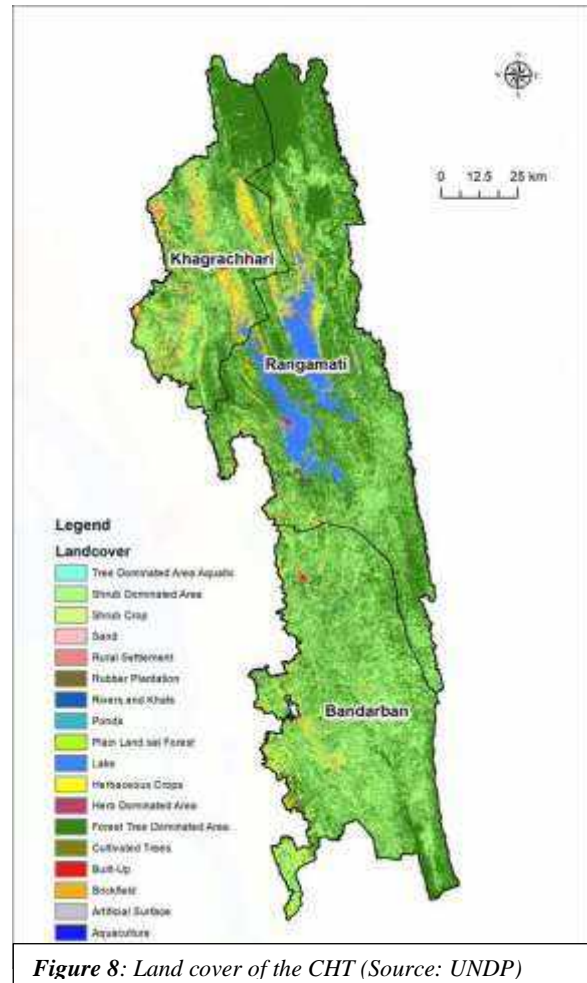 N
W E
S
0 12.5 25 km
Khagrachhari
Rangamati
Bandarban
Legend
Landcover
Tree Dominated Area Aquatic
Shrub Dominated Area
Shrub Crop
Sand
Rural Settlement
Rubber Plantation
Rivers and Khals
Ponds
Plain Land sal Forest
Lake
Herbaceous Crops
Herb Dominated Area
Forest Tree Dominated Area
Cultivated Trees
Built-Up
Brickfield
Artificial Surface
Aquaculture
Figure 8: Land cover of the CHT (Source: UNDP)